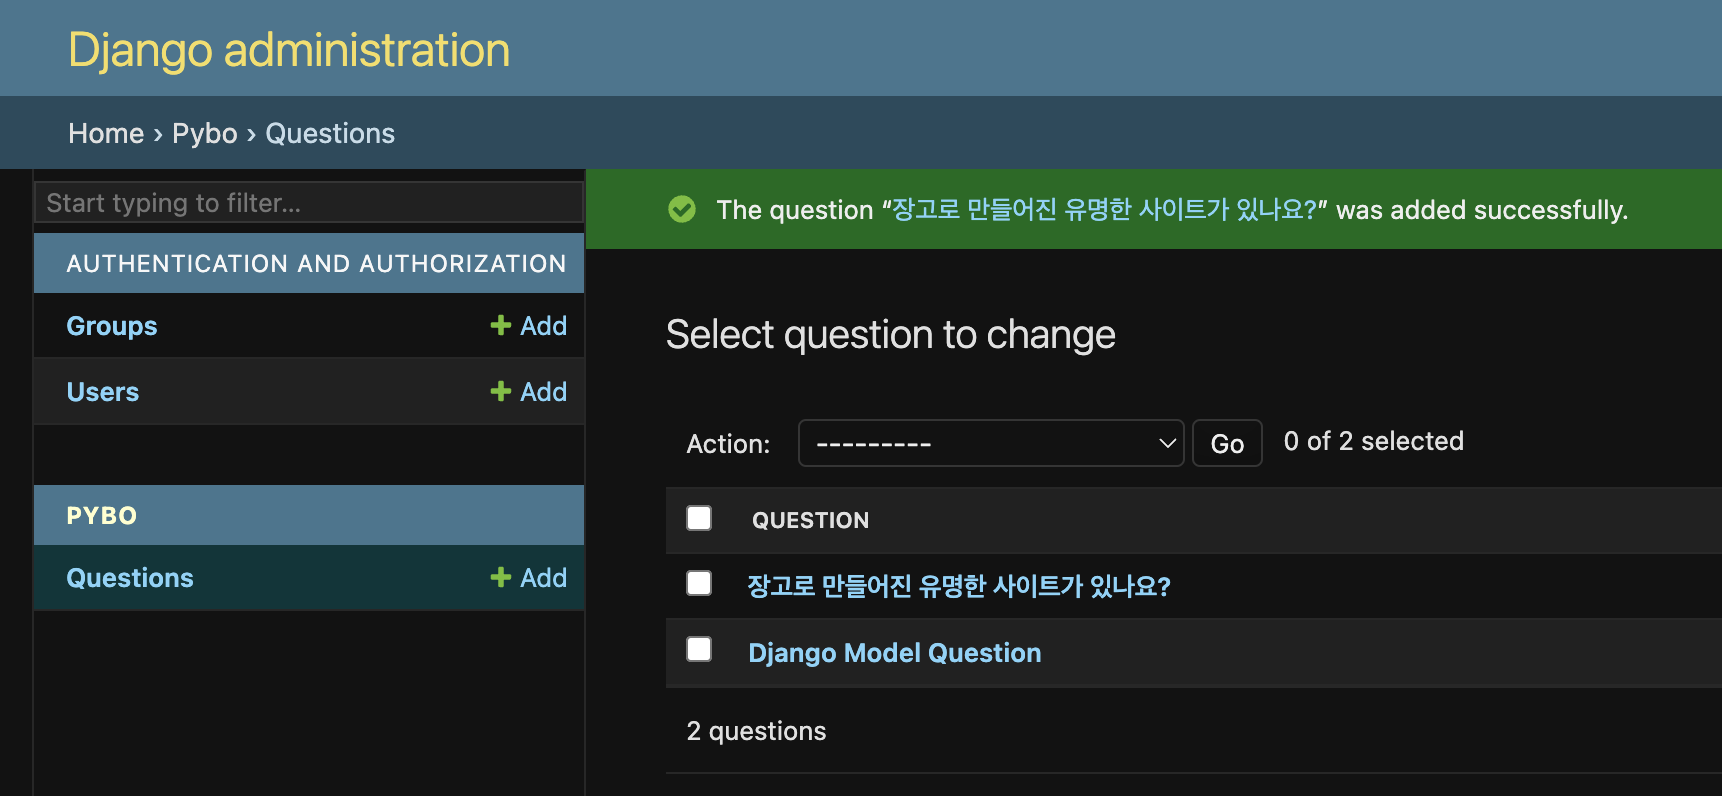 Django administration
Home › Pybo › Questions
Start typing to filter...
AUTHENTICATION AND AUTHORIZATION
Groups + Add
Users + Add
PYBO
Questions + Add
The question “장고로 만들어진 유명한 사이트가 있나요?” was added successfully.
Select question to change
Action: --------- Go 0 of 2 selected
QUESTION
장고로 만들어진 유명한 사이트가 있나요?
Django Model Question
2 questions